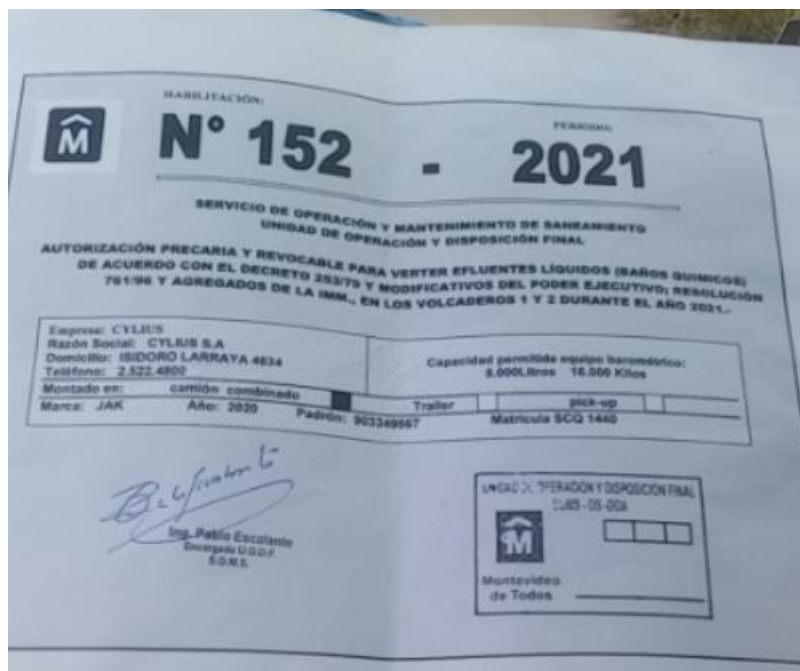 HABILITACIÓN:
PERIODO:
M
N° 152 - 2021
SERVICIO DE OPERACIÓN Y MANTENIMIENTO DE SANEAMIENTO
UNIDAD DE OPERACIÓN Y DISPOSICIÓN FINAL
AUTORIZACIÓN PRECARIA Y REVOCABLE PARA VERTER EFLUENTES LÍQUIDOS (BAÑOS QUIMICOS)
DE ACUERDO CON EL DECRETO 253/79 Y MODIFICATIVOS DEL PODER EJECUTIVO; RESOLUCIÓN
761/96 Y AGREGADOS DE LA IMM., EN LOS VOLCADEROS 1 Y 2 DURANTE EL AÑO 2021.-
Empresa: CYLIUS
Razón Social: CYLIUS S.A
Domicilio: ISIDORO LARRAYA 4834
Teléfono: 2.522.4800
Capacidad permitida equipo barométrico:
8.000Litros 16.000 Kilos
Montado en: camión combinado Trailer pick-up
Marca: JAK Año: 2020 Padrón: 903349567 Matricula SCQ 1440
Ing. Pablo Escalante
Encargado U.O.D.F.
S.O.M.S.
UNIDAD DE OPERACION Y DISPOSICION FINAL
M
Montevideo
de Todos